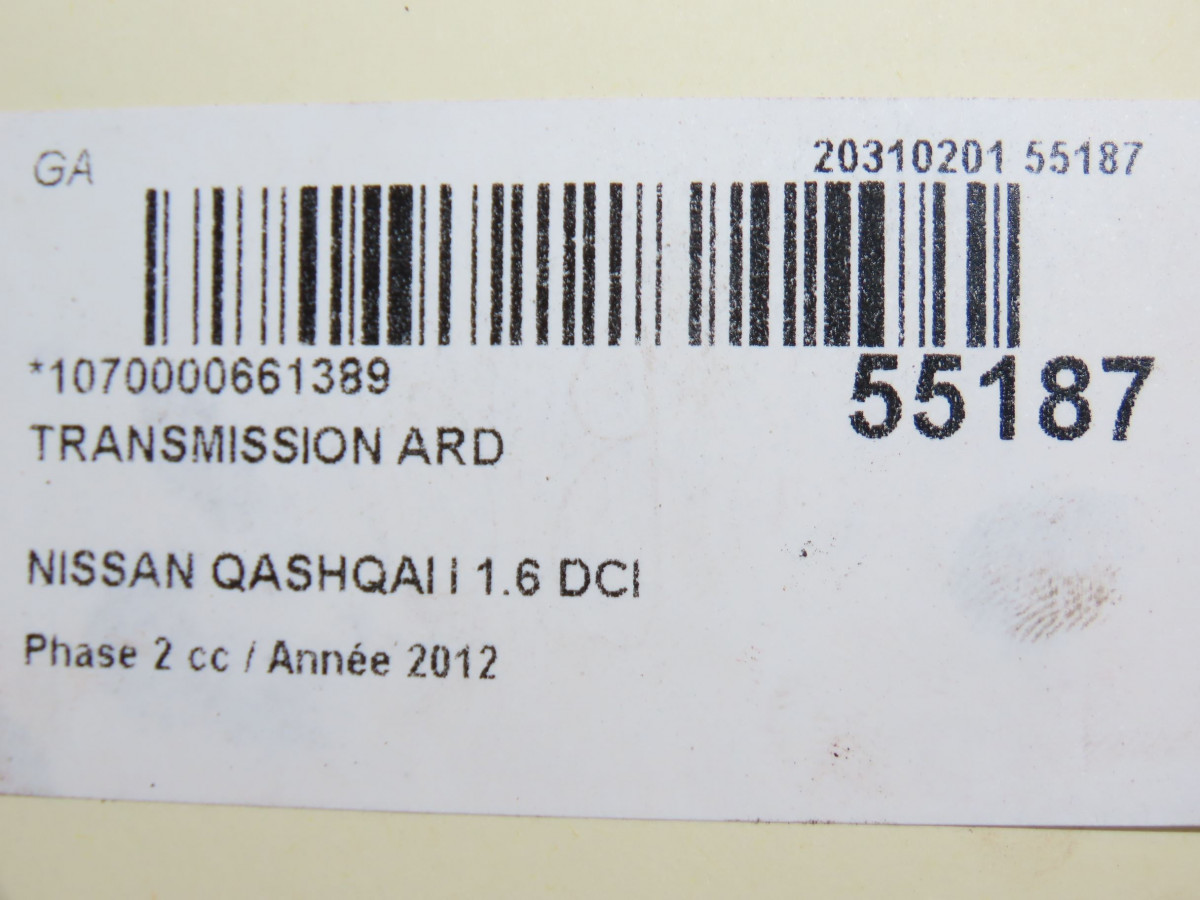 GA
20310201 55187
*1070000661389
55187
TRANSMISSION ARD
NISSAN QASHQAI I 1.6 DCI
Phase 2 cc / Année 2012